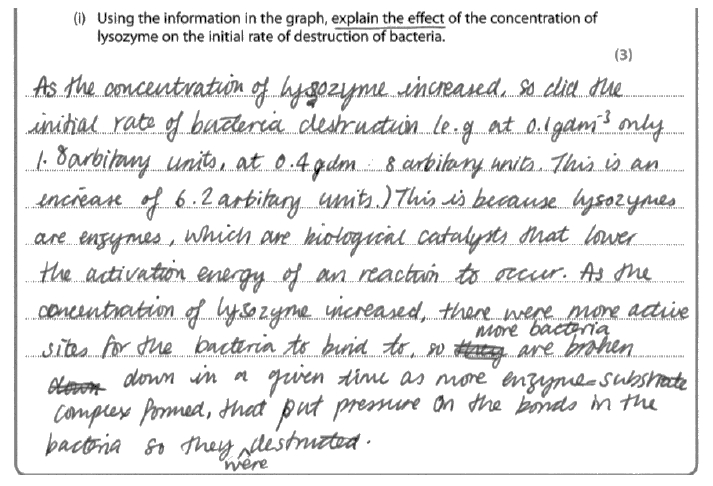 (i) Using the information in the graph, explain the effect of the concentration of
lysozyme on the initial rate of destruction of bacteria.
(3)
As the concentration of lysozyme increased, so did the
initial rate of bacteria destruction (e.g at 0.1gdm⁻³ only
1.8 arbitary units, at 0.4gdm 8 arbitary units. This is an
increase of 6.2 arbitary units.) This is because lysozymes
are enzymes, which are biological catalysts that lower
the activation energy of an reaction to occur. As the
concentration of lysozyme increased, there were more active
sites for the bacteria to bind to, so more bacteria are broken
down in a given time as more enzyme-substrate
complex formed, that put pressure on the bonds in the
bacteria so they were destructed.